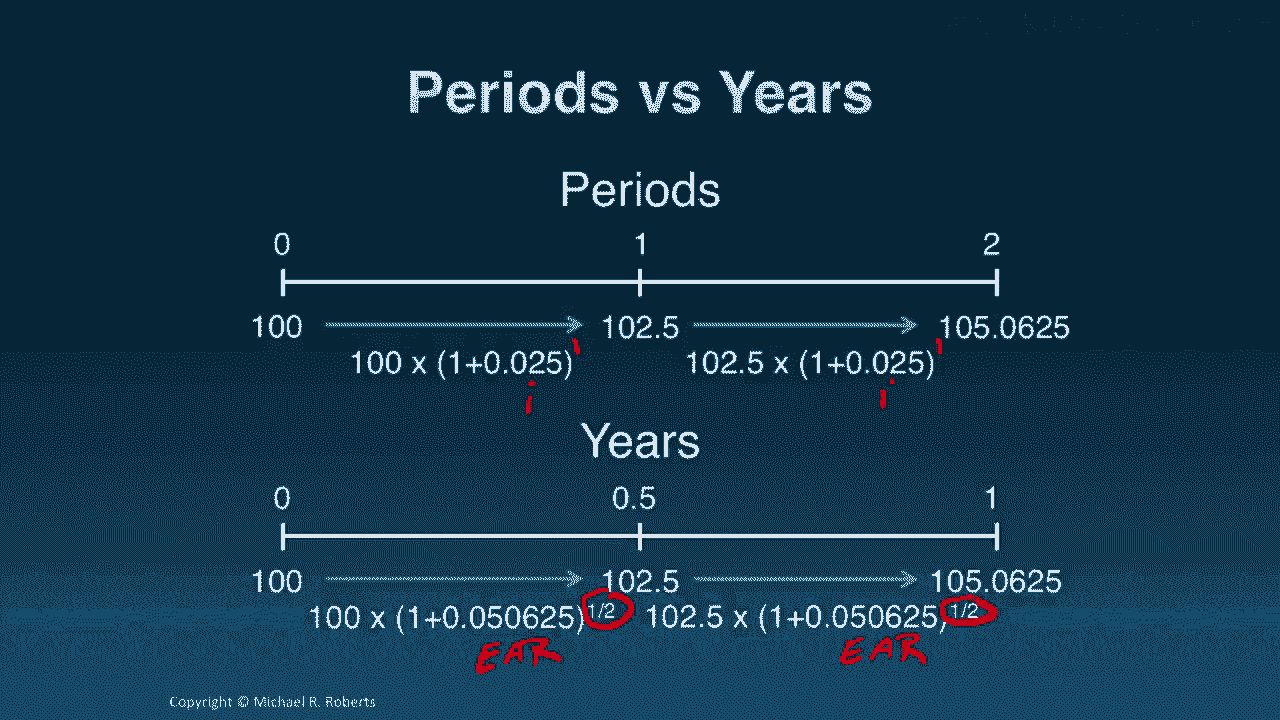 Periods vs Years
Periods
0 1 2
100 102.5 105.0625
100 x (1+0.025)¹ 102.5 x (1+0.025)¹
i i
Years
0 0.5 1
100 102.5 105.0625
100 x (1+0.050625)^1/2 102.5 x (1+0.050625)^1/2
EAR EAR
Copyright © Michael R. Roberts